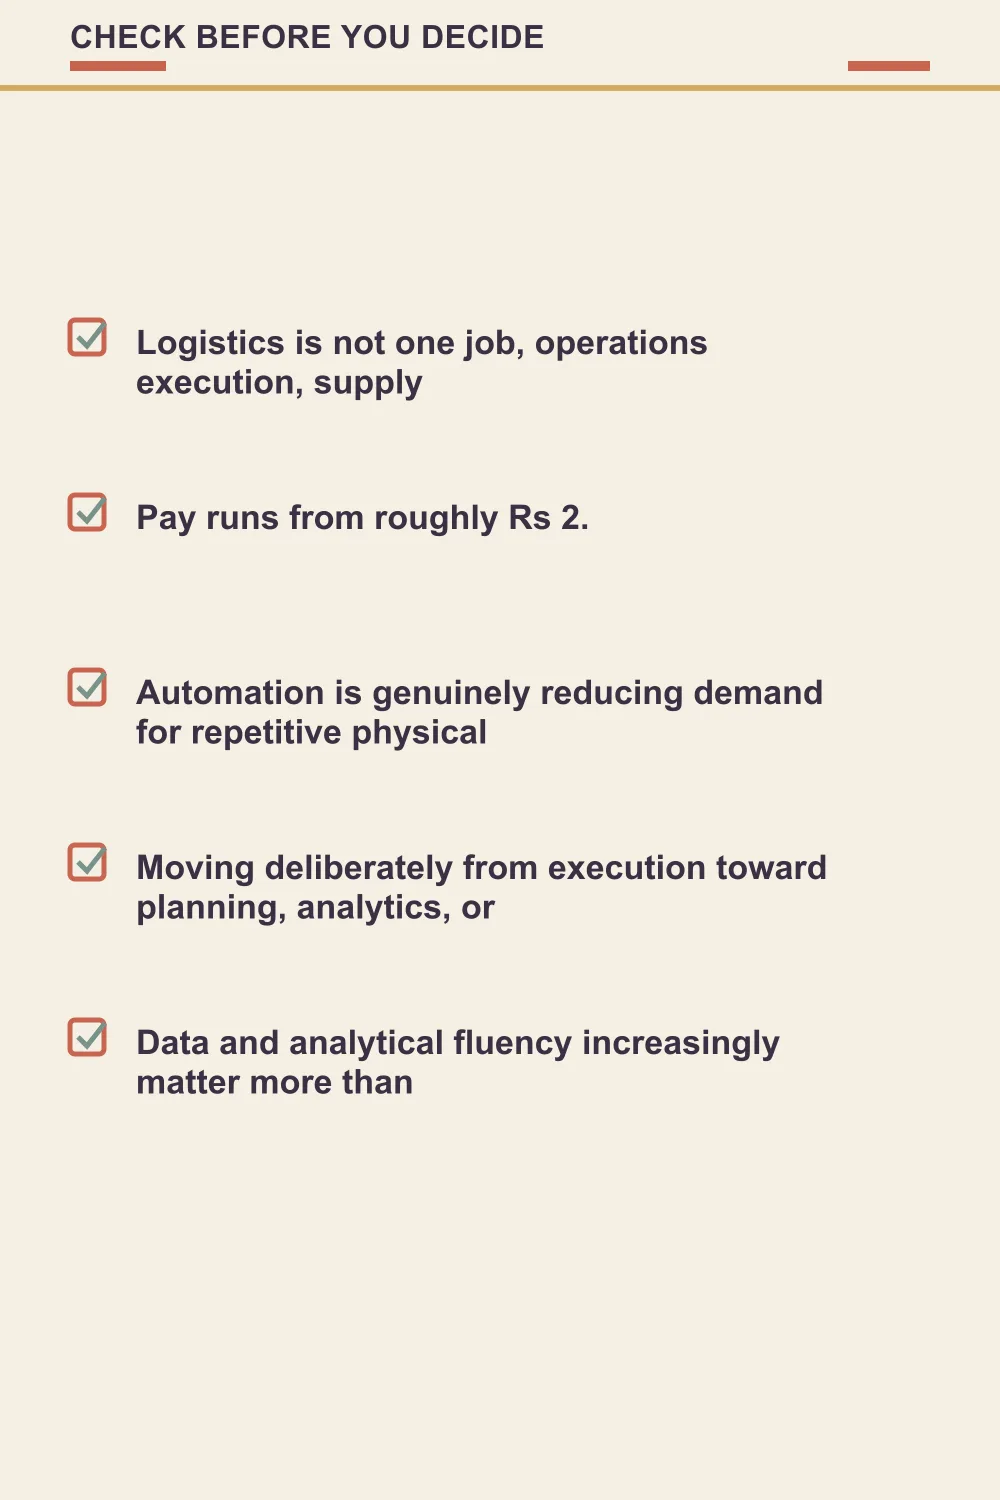 CHECK BEFORE YOU DECIDE
Logistics is not one job, operations
execution, supply
Pay runs from roughly Rs 2.
Automation is genuinely reducing demand
for repetitive physical
Moving deliberately from execution toward
planning, analytics, or
Data and analytical fluency increasingly
matter more than